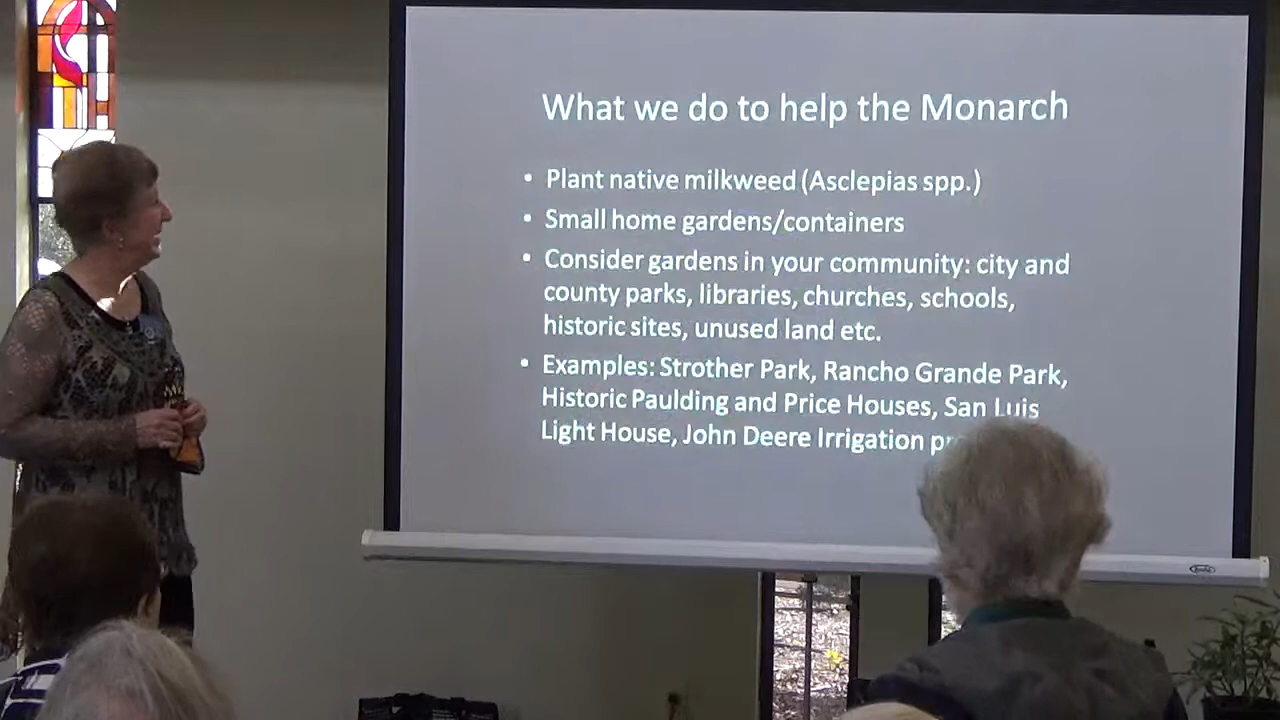 What we do to help the Monarch
• Plant native milkweed (Asclepias spp.)
• Small home gardens/containers
• Consider gardens in your community: city and
county parks, libraries, churches, schools,
historic sites, unused land etc.
• Examples: Strother Park, Rancho Grande Park,
Historic Paulding and Price Houses, San Luis
Light House, John Deere Irrigation